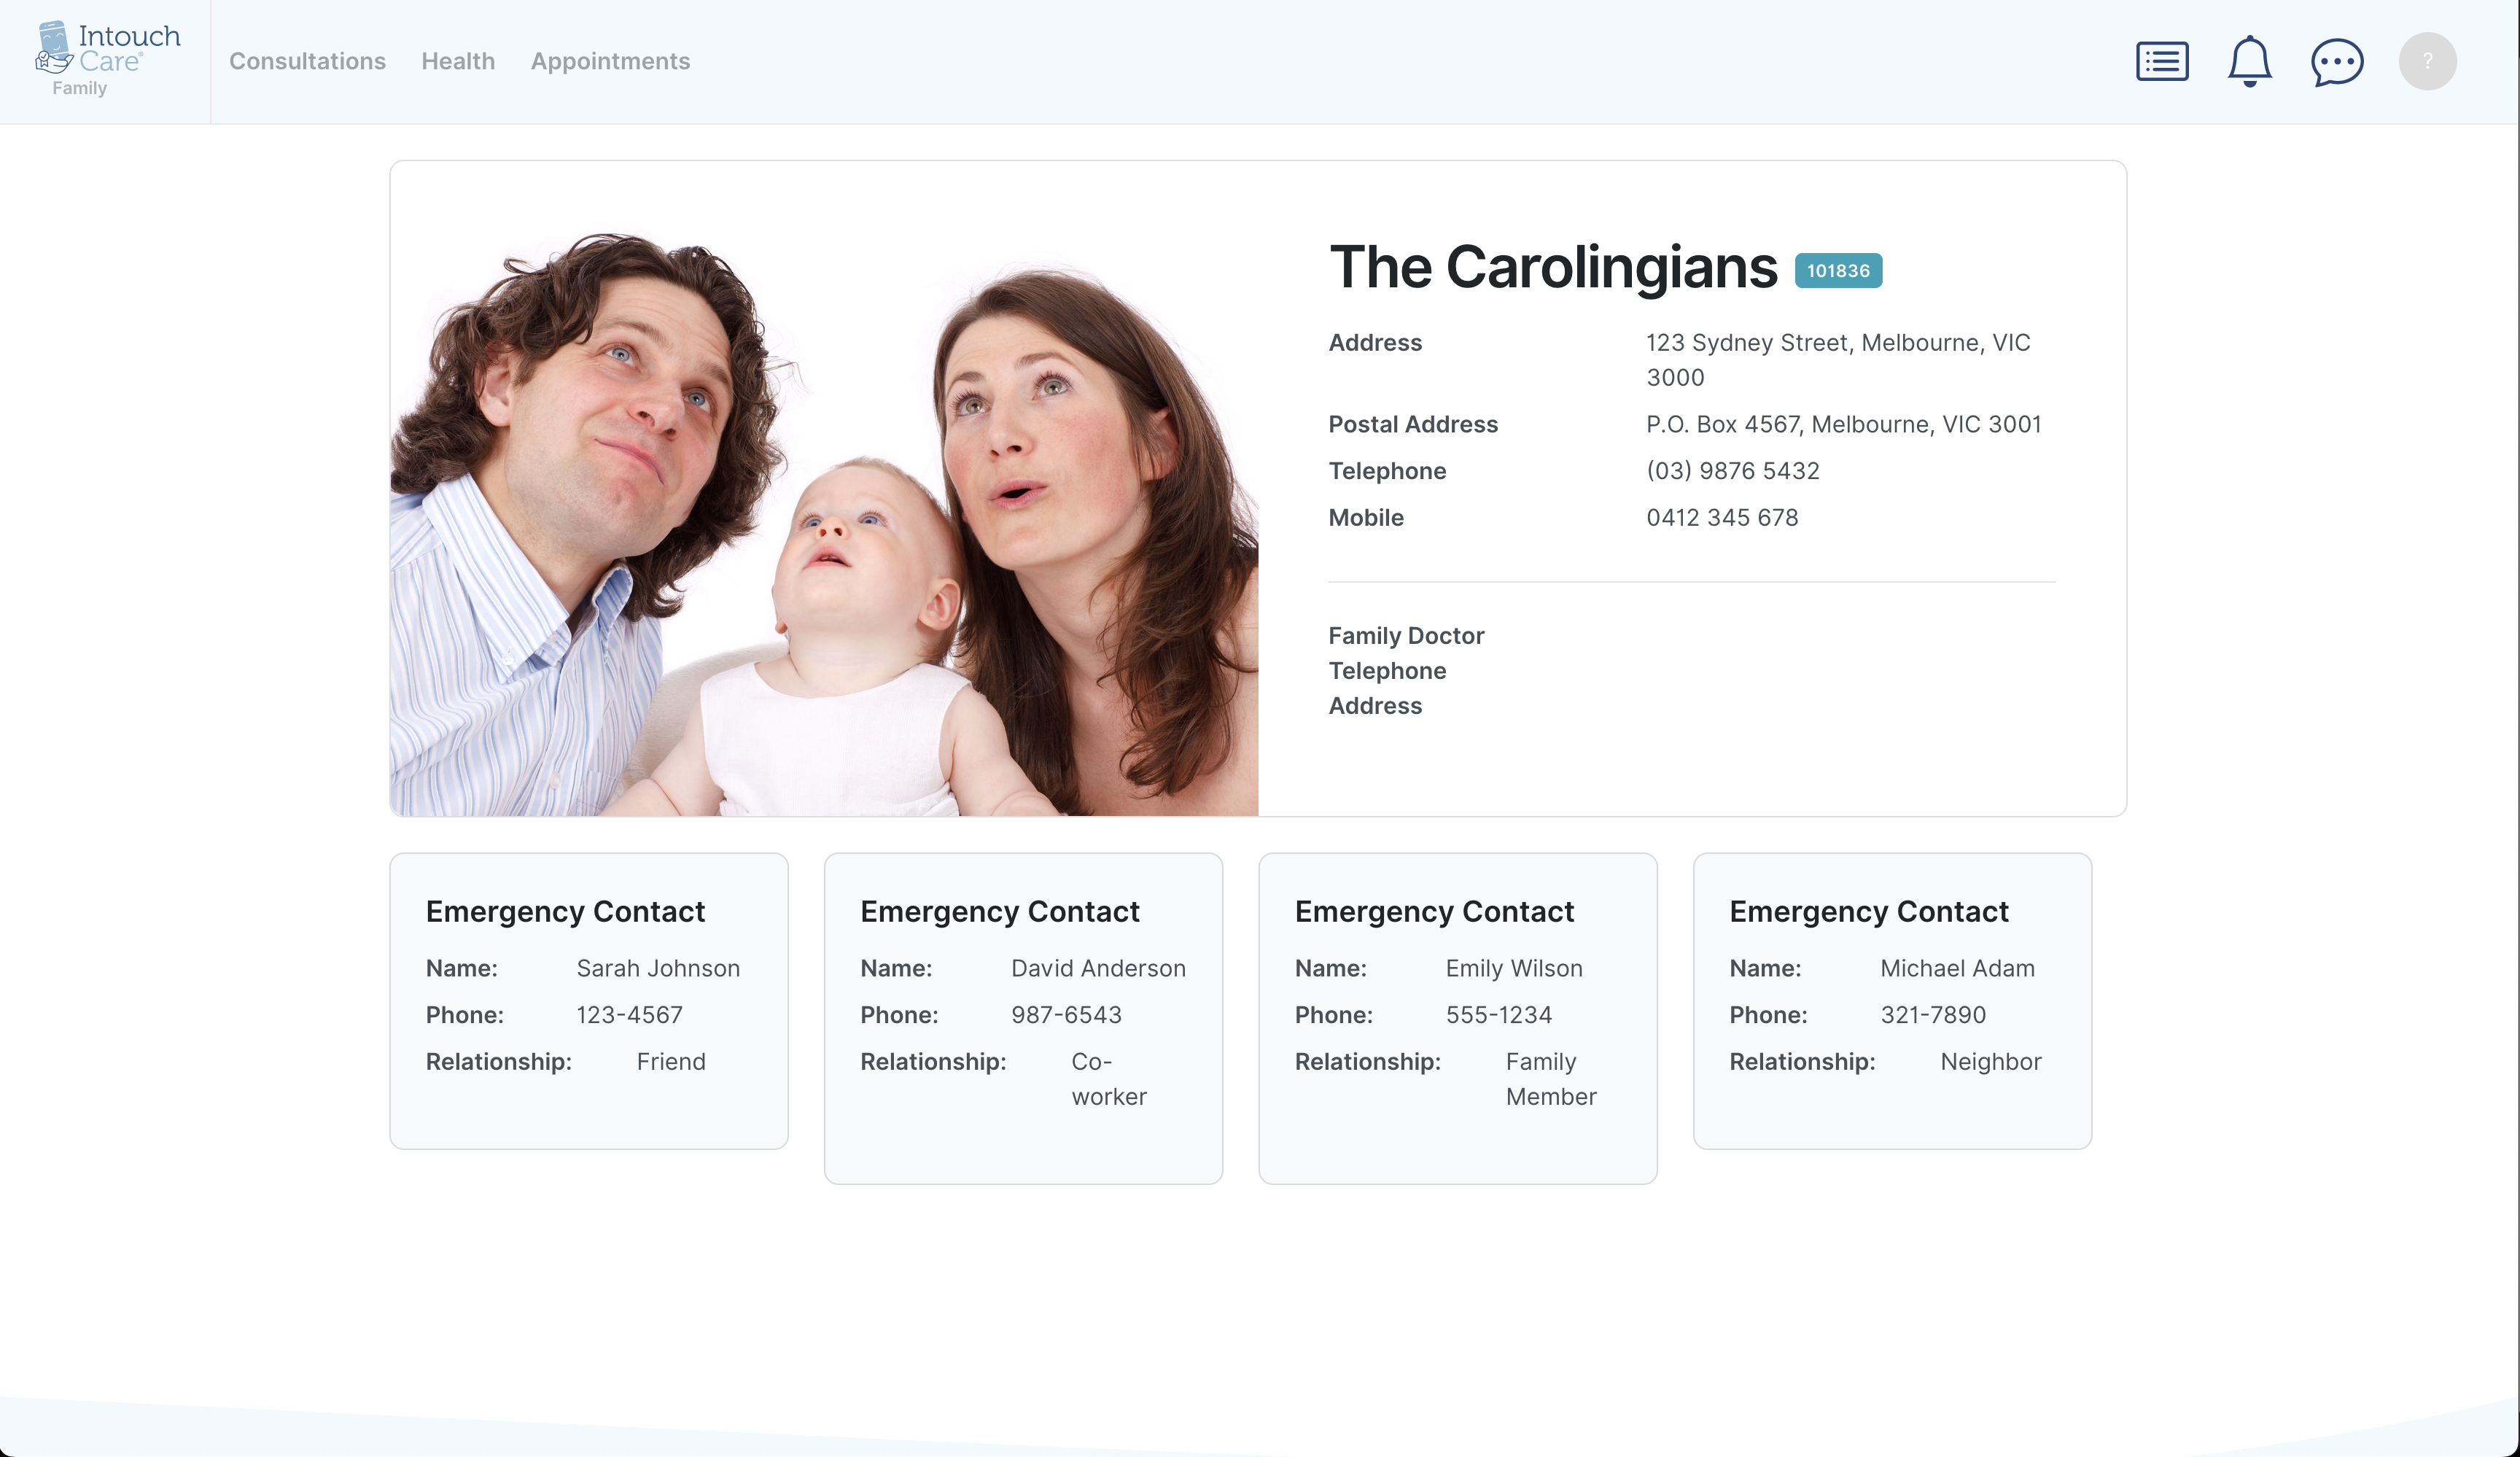 Intouch
Care®
Family
Consultations
Health
Appointments
?
The Carolingians
101836
Address
123 Sydney Street, Melbourne, VIC
3000
Postal Address
P.O. Box 4567, Melbourne, VIC 3001
Telephone
(03) 9876 5432
Mobile
0412 345 678
Family Doctor
Telephone
Address
Emergency Contact
Name: Sarah Johnson
Phone: 123-4567
Relationship: Friend
Emergency Contact
Name: David Anderson
Phone: 987-6543
Relationship: Co-
worker
Emergency Contact
Name: Emily Wilson
Phone: 555-1234
Relationship: Family
Member
Emergency Contact
Name: Michael Adam
Phone: 321-7890
Relationship: Neighbor